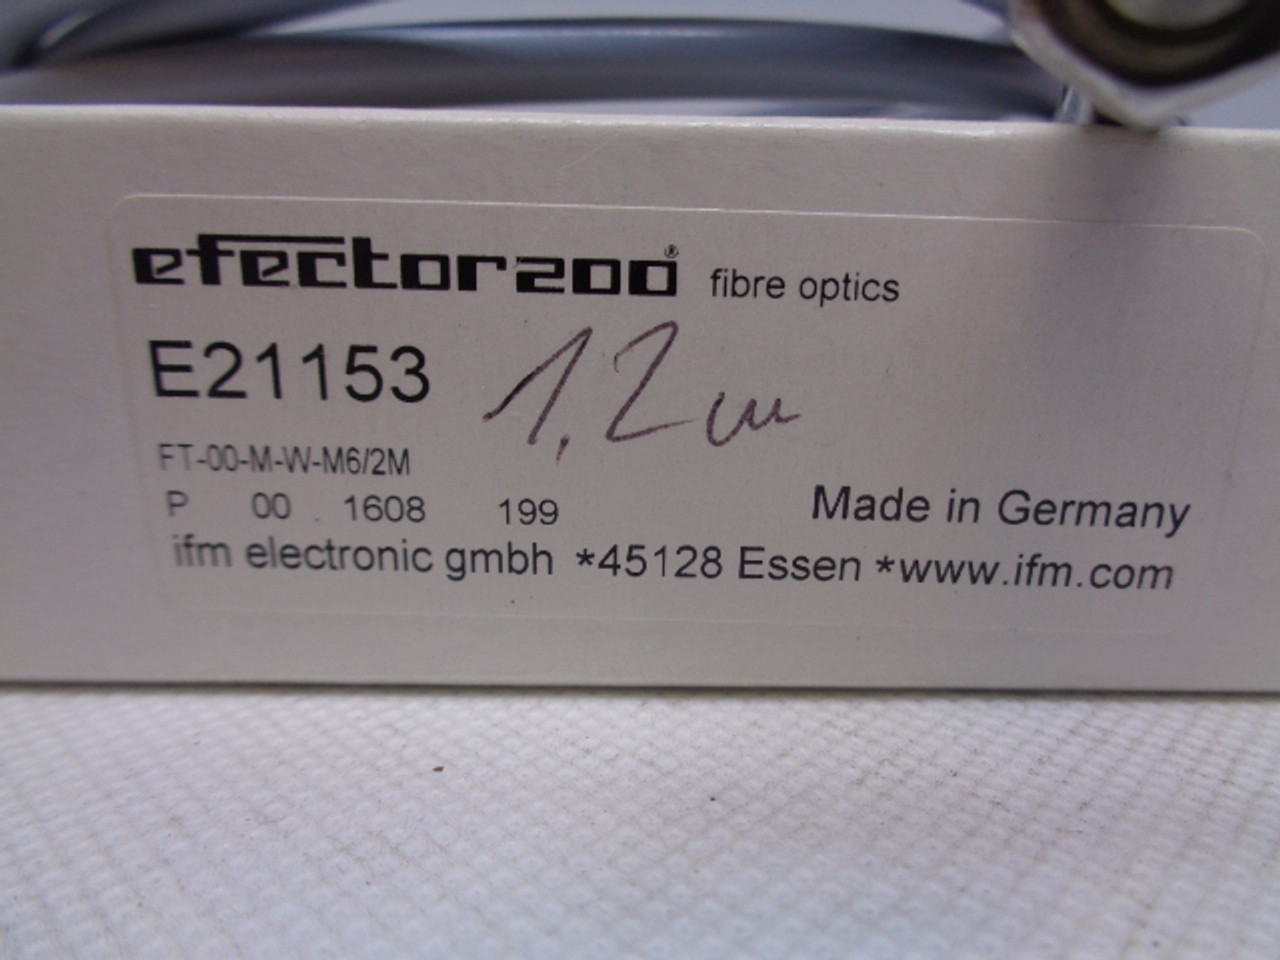 efector200® fibre optics
E21153 1,2m
FT-00-M-W-M6/2M
P 00 1608 199 Made in Germany
ifm electronic gmbh *45128 Essen *www.ifm.com